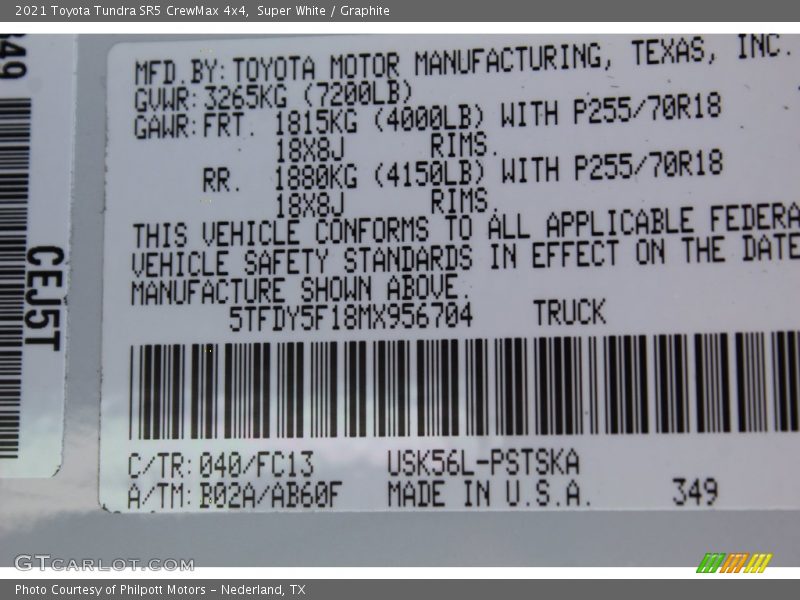 2021 Toyota Tundra SR5 CrewMax 4x4, Super White / Graphite
349
CEJ5T
MFD.BY:TOYOTA MOTOR MANUFACTURING, TEXAS, INC.
GVWR:3265KG (7200LB)
GAWR:FRT. 1815KG (4000LB) WITH P255/70R18
18X8J RIMS.
RR. 1880KG (4150LB) WITH P255/70R18
18X8J RIMS.
THIS VEHICLE CONFORMS TO ALL APPLICABLE FEDERA
VEHICLE SAFETY STANDARDS IN EFFECT ON THE DATE
MANUFACTURE SHOWN ABOVE.
5TFDY5F18MX956704 TRUCK
C/TR:040/FC13 USK56L-PSTSKA
A/TM:B02A/AB60F MADE IN U.S.A. 349
GTCARLOT.COM
Photo Courtesy of Philpott Motors - Nederland, TX